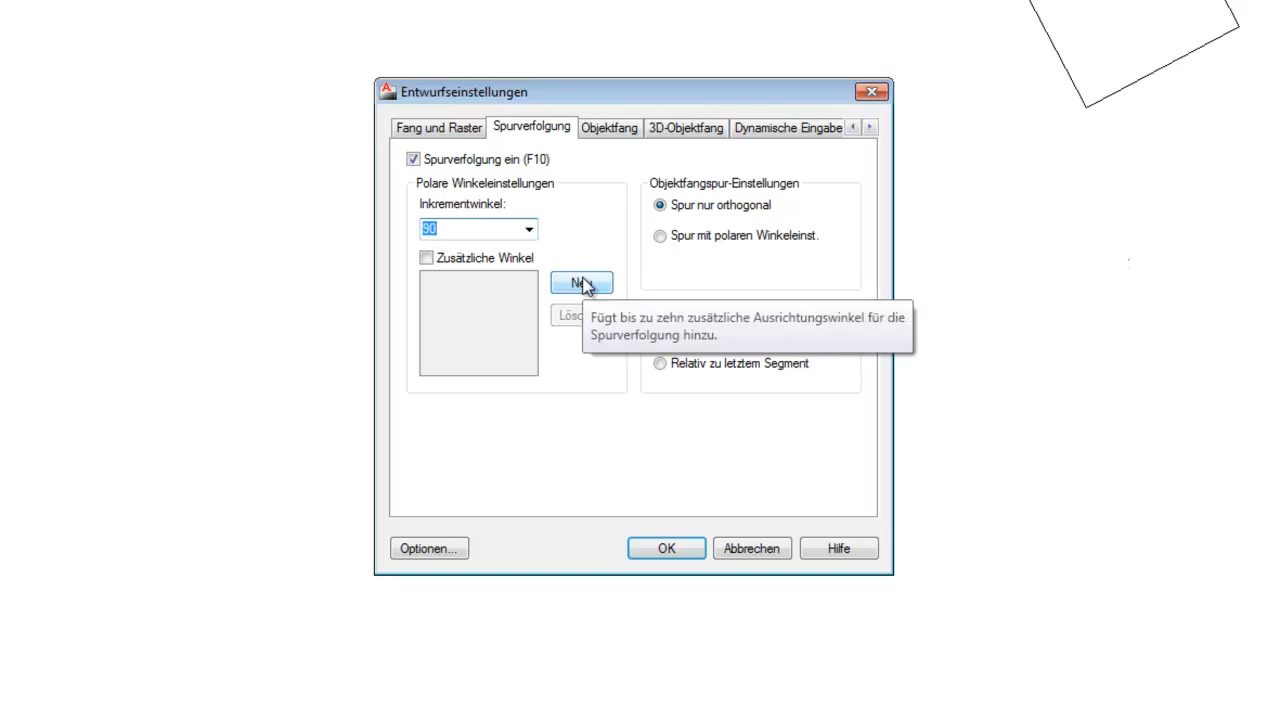 Entwurfseinstellungen
Fang und Raster
Spurverfolgung
Objektfang
3D-Objektfang
Dynamische Eingabe
Spurverfolgung ein (F10)
Polare Winkeleinstellungen
Inkrementwinkel:
90
Zusätzliche Winkel
Objektfangspur-Einstellungen
Spur nur orthogonal
Spur mit polaren Winkeleinst.
Fügt bis zu zehn zusätzliche Ausrichtungswinkel für die
Spurverfolgung hinzu.
Relativ zu letztem Segment
Optionen...
OK
Abbrechen
Hilfe